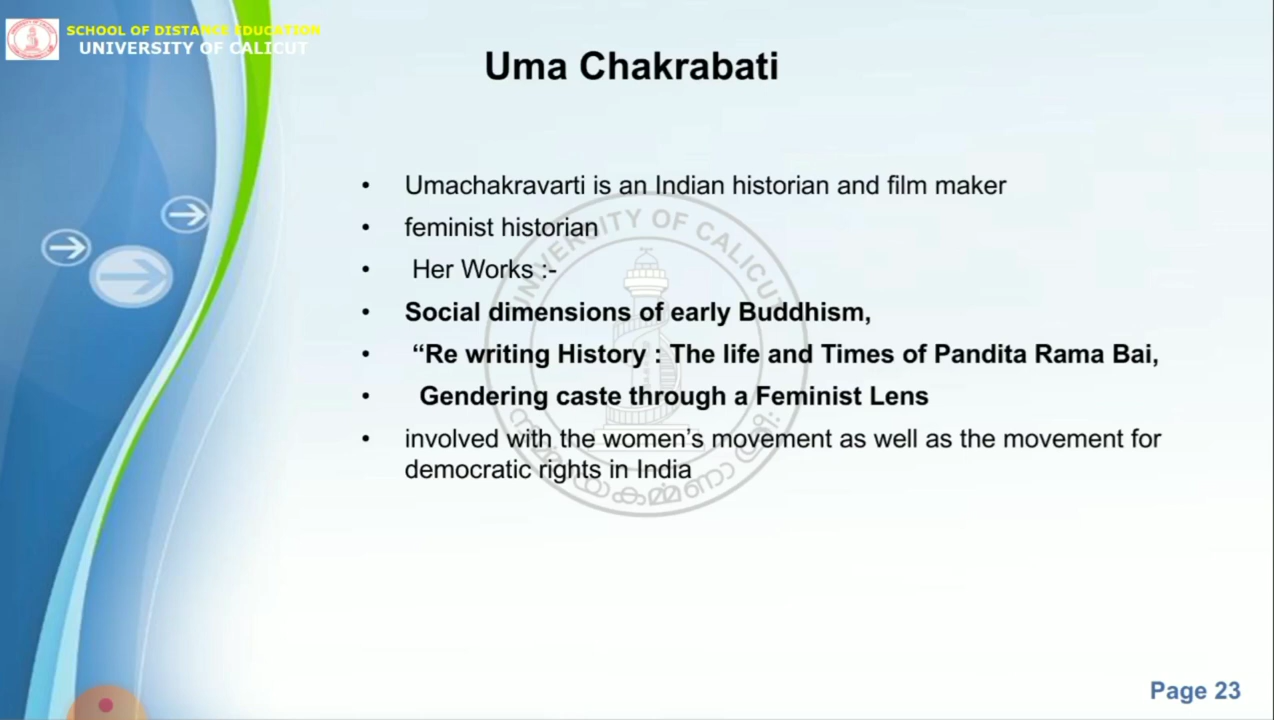 SCHOOL OF DISTANCE EDUCATION
UNIVERSITY OF CALICUT
Uma Chakrabati
• Umachakravarti is an Indian historian and film maker
• feminist historian
• Her Works :-
• Social dimensions of early Buddhism,
• “Re writing History : The life and Times of Pandita Rama Bai,
• Gendering caste through a Feminist Lens
• involved with the women’s movement as well as the movement for
democratic rights in India
UNIVERSITY OF CALICUT
Page 23